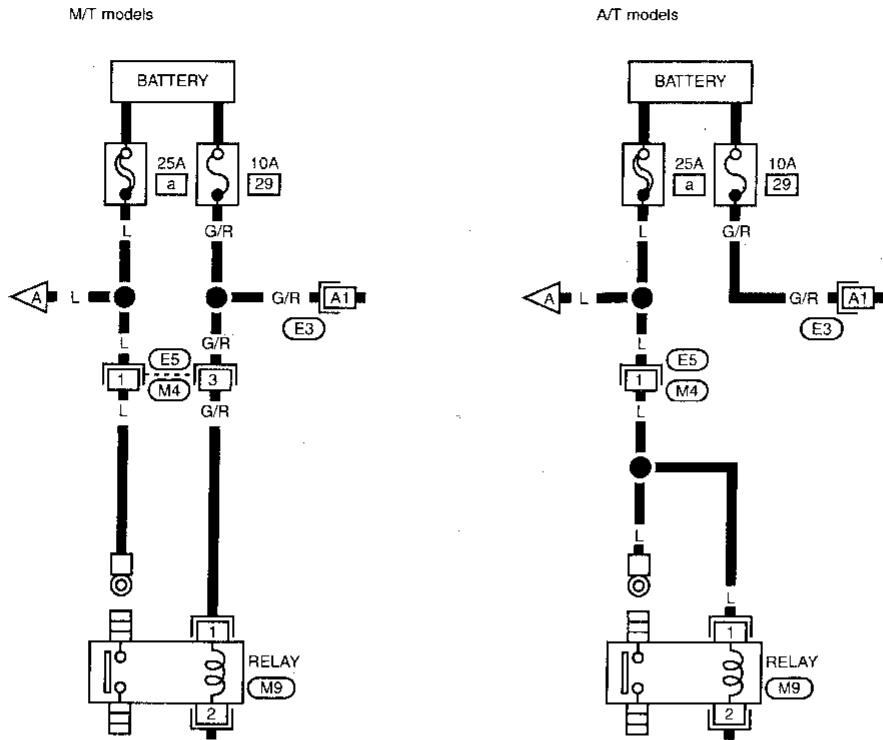 M/T models
A/T models
BATTERY
BATTERY
25A
a
10A
29
25A
a
10A
29
L
G/R
L
G/R
A
L
G/R
A1
A
L
G/R
A1
E3
E3
L
G/R
L
E5
E5
1
3
1
M4
M4
L
G/R
L
L
L
1
1
RELAY
RELAY
M9
M9
2
2